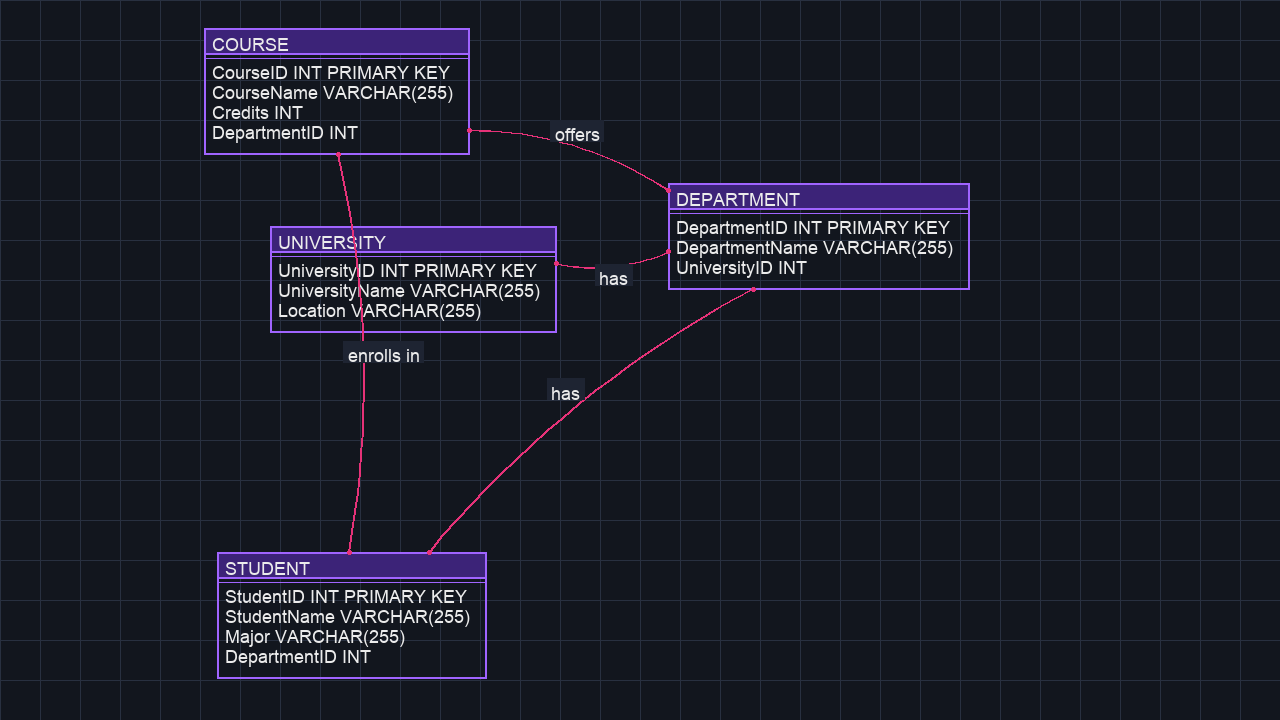 COURSE
CourseID INT PRIMARY KEY
CourseName VARCHAR(255)
Credits INT
DepartmentID INT
offers
DEPARTMENT
DepartmentID INT PRIMARY KEY
DepartmentName VARCHAR(255)
UniversityID INT
UNIVERSITY
UniversityID INT PRIMARY KEY
UniversityName VARCHAR(255)
Location VARCHAR(255)
has
enrolls in
has
STUDENT
StudentID INT PRIMARY KEY
StudentName VARCHAR(255)
Major VARCHAR(255)
DepartmentID INT